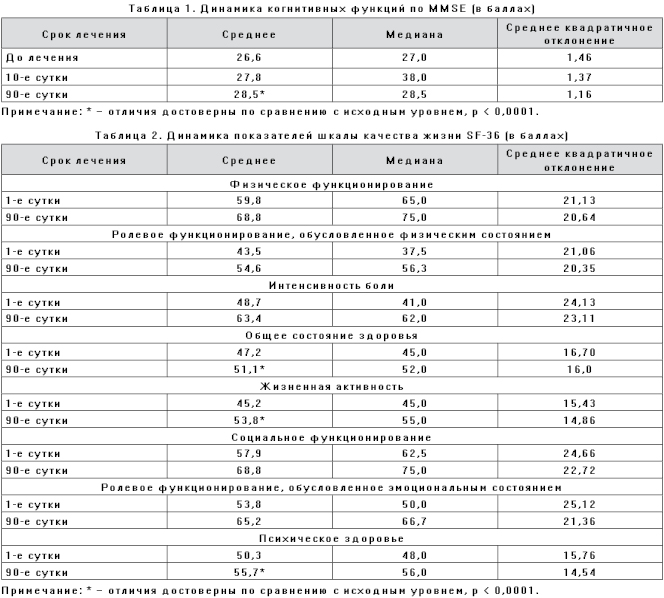 Таблица 1. Динамика когнитивных функций по MMSE (в баллах)
Срок лечения Среднее Медиана Среднее квадратичное
отклонение
До лечения 26,6 27,0 1,46
10-е сутки 27,8 38,0 1,37
90-е сутки 28,5* 28,5 1,16
Примечание: * – отличия достоверны по сравнению с исходным уровнем, p < 0,0001.
Таблица 2. Динамика показателей шкалы качества жизни SF-36 (в баллах)
Срок лечения Среднее Медиана Среднее квадратичное
отклонение
Физическое функционирование
1-е сутки 59,8 65,0 21,13
90-е сутки 68,8 75,0 20,64
Ролевое функционирование, обусловленное физическим состоянием
1-е сутки 43,5 37,5 21,06
90-е сутки 54,6 56,3 20,35
Интенсивность боли
1-е сутки 48,7 41,0 24,13
90-е сутки 63,4 62,0 23,11
Общее состояние здоровья
1-е сутки 47,2 45,0 16,70
90-е сутки 51,1* 52,0 16,0
Жизненная активность
1-е сутки 45,2 45,0 15,43
90-е сутки 53,8* 55,0 14,86
Социальное функционирование
1-е сутки 57,9 62,5 24,66
90-е сутки 68,8 75,0 22,72
Ролевое функционирование, обусловленное эмоциональным состоянием
1-е сутки 53,8 50,0 25,12
90-е сутки 65,2 66,7 21,36
Психическое здоровье
1-е сутки 50,3 48,0 15,76
90-е сутки 55,7* 56,0 14,54
Примечание: * – отличия достоверны по сравнению с исходным уровнем, p < 0,0001.